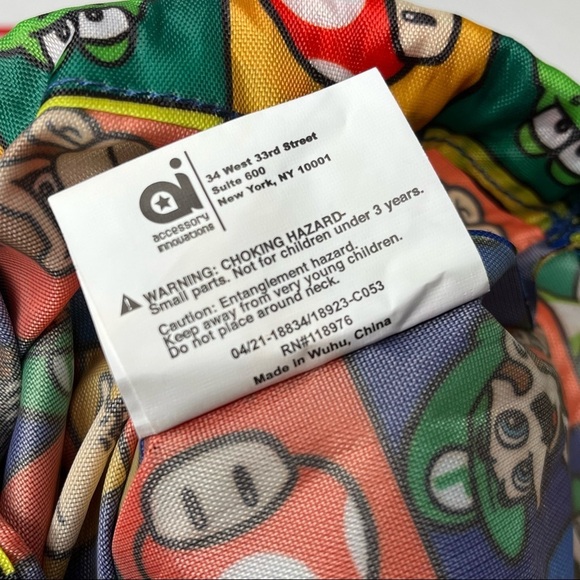 ai
accessory
innovations
34 West 33rd Street
Suite 600
New York, NY 10001
WARNING: CHOKING HAZARD-
Small parts. Not for children under 3 years.
Caution: Entanglement hazard.
Keep away from very young children.
Do not place around neck.
04/21-18834/18923-C053
RN#118976
Made in Wuhu, China
L